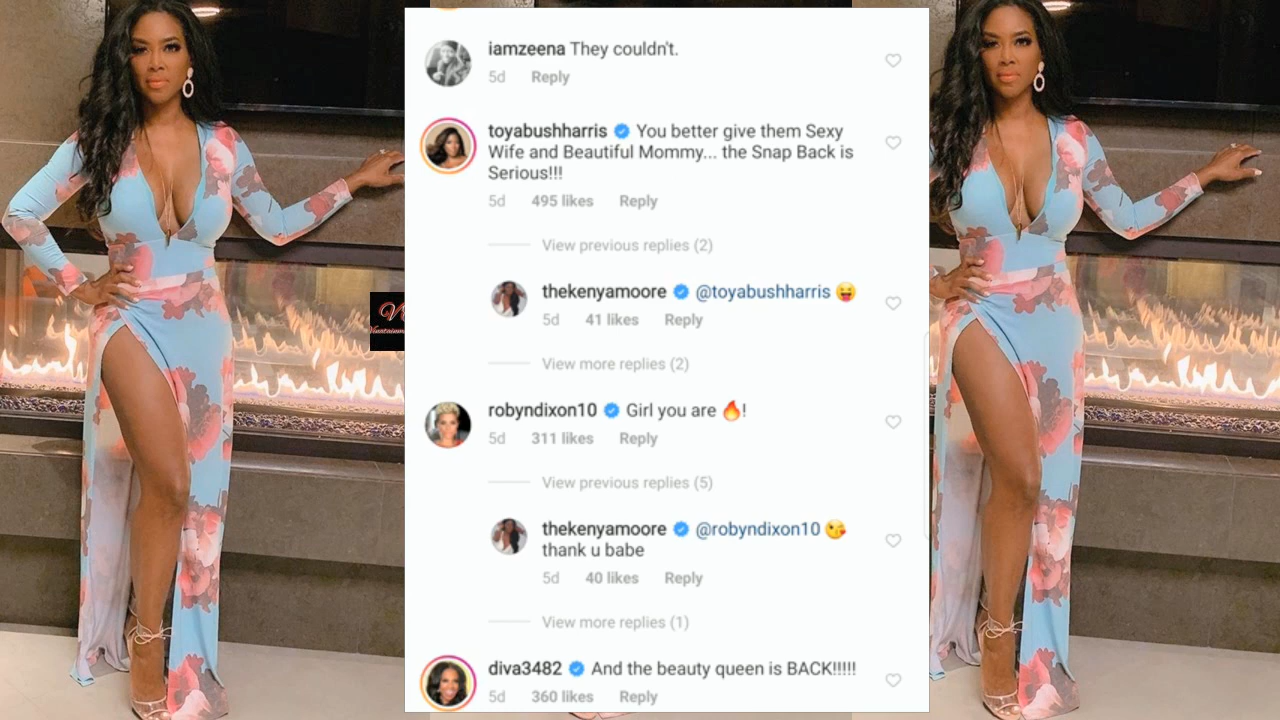 iamzeena They couldn't.
5d Reply
toyabushharris You better give them Sexy
Wife and Beautiful Mommy... the Snap Back is
Serious!!!
5d 495 likes Reply
View previous replies (2)
thekenyamoore @toyabushharris 😝
5d 41 likes Reply
View more replies (2)
robyndixon10 Girl you are 🔥!
5d 311 likes Reply
View previous replies (5)
thekenyamoore @robyndixon10 😘
thank u babe
5d 40 likes Reply
View more replies (1)
diva3482 And the beauty queen is BACK!!!!!
5d 360 likes Reply